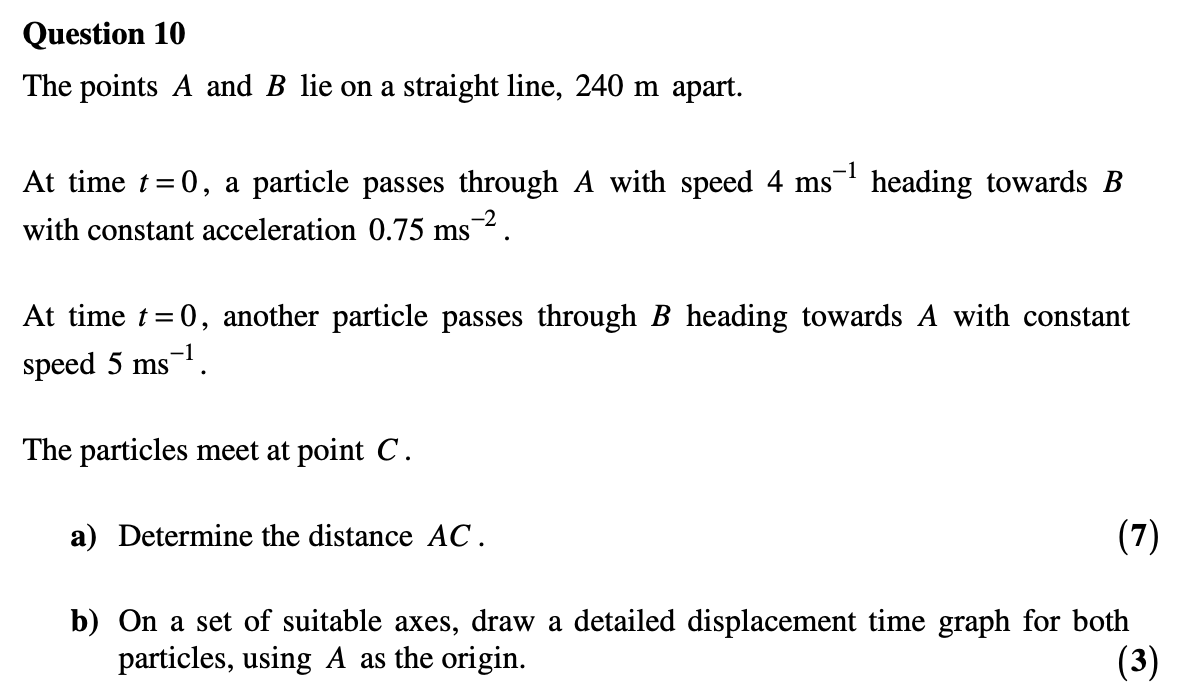 Question 10
The points A and B lie on a straight line, 240 m apart.
At time t = 0, a particle passes through A with speed 4 ms⁻¹ heading towards B
with constant acceleration 0.75 ms⁻².
At time t = 0, another particle passes through B heading towards A with constant
speed 5 ms⁻¹.
The particles meet at point C.
a) Determine the distance AC. (7)
b) On a set of suitable axes, draw a detailed displacement time graph for both
particles, using A as the origin. (3)